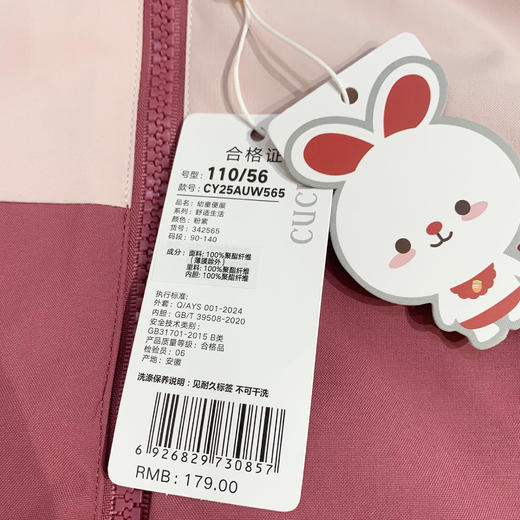 合格证
号型: 110/56
款号: CY25AUW565
品名: 幼童便服
系列: 舒适生活
颜色: 粉紫
货号: 342565
码段: 90-140
成分: 面料: 100%聚酯纤维
(薄膜除外)
里料: 100%聚酯纤维
内胆: 100%聚酯纤维
执行标准:
外套: Q/AYS 001-2024
内胆: GB/T 39508-2020
安全技术类别:
GB31701-2015 B类
产品质量等级: 合格品
检验员: 06
产地: 安徽
洗涤保养说明: 见耐久标签 不可干洗
6 926829 730857
RMB: 179.00